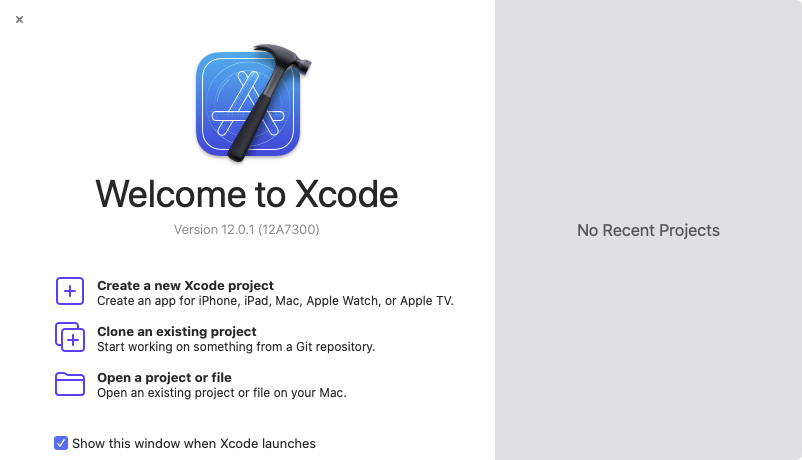 Welcome to Xcode
Version 12.0.1 (12A7300)
Create a new Xcode project
Create an app for iPhone, iPad, Mac, Apple Watch, or Apple TV.
Clone an existing project
Start working on something from a Git repository.
Open a project or file
Open an existing project or file on your Mac.
Show this window when Xcode launches
No Recent Projects